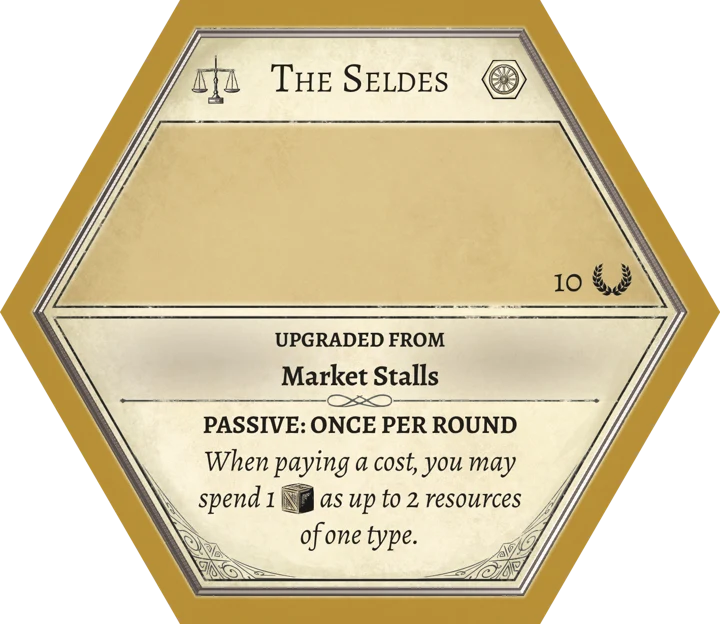 The Seldes
10
UPGRADED FROM
Market Stalls
PASSIVE: ONCE PER ROUND
When paying a cost, you may
spend 1 as up to 2 resources
of one type.